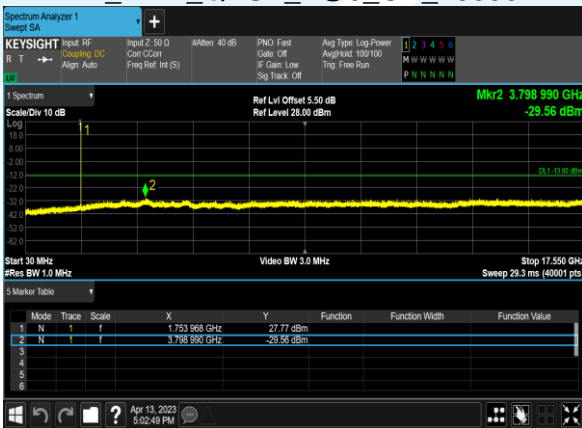 Spectrum Analyzer 1
Swept SA
+
KEYSIGHT Input: RF Input Z: 50 Ω #Atten: 40 dB PNO: Fast Avg Type: Log-Power 1 2 3 4 5 6
R T Coupling: DC Corr CCorr Gate: Off Avg|Hold: 100/100 M W W W W W
Align: Auto Freq Ref: Int (S) IF Gain: Low Trig: Free Run
LW Sig Track: Off P N N N N N
1 Spectrum Ref Lvl Offset 5.50 dB Mkr2 3.798 990 GHz
Scale/Div 10 dB Ref Level 28.00 dBm -29.56 dBm
Log
18.0
8.00
-2.00
-12.0
-22.0
-32.0
-42.0
-52.0
-62.0
1
2
DL1 -13.00 dBm
Start 30 MHz Video BW 3.0 MHz Stop 17.550 GHz
#Res BW 1.0 MHz Sweep 29.3 ms (40001 pts
5 Marker Table
Mode Trace Scale X Y Function Function Width Function Value
1 N 1 f 1.753 968 GHz 27.77 dBm
2 N 1 f 3.798 990 GHz -29.56 dBm
3
4
5
6
? Apr 13, 2023
5:02:49 PM